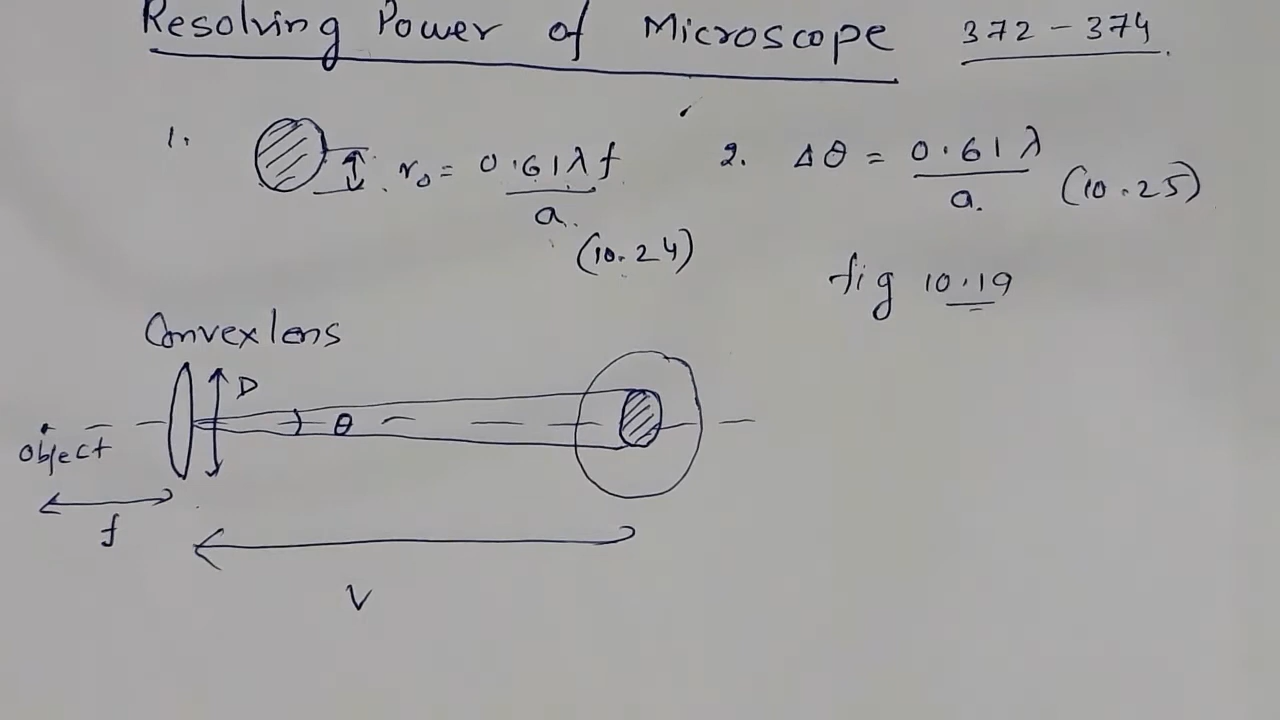 Resolving Power of Microscope 372-374
1. r₀ = 0.61λf / a 2. Δθ = 0.61λ / a. (10.25)
(10.24)
fig 10.19
Convex lens
D
θ
object
f
V